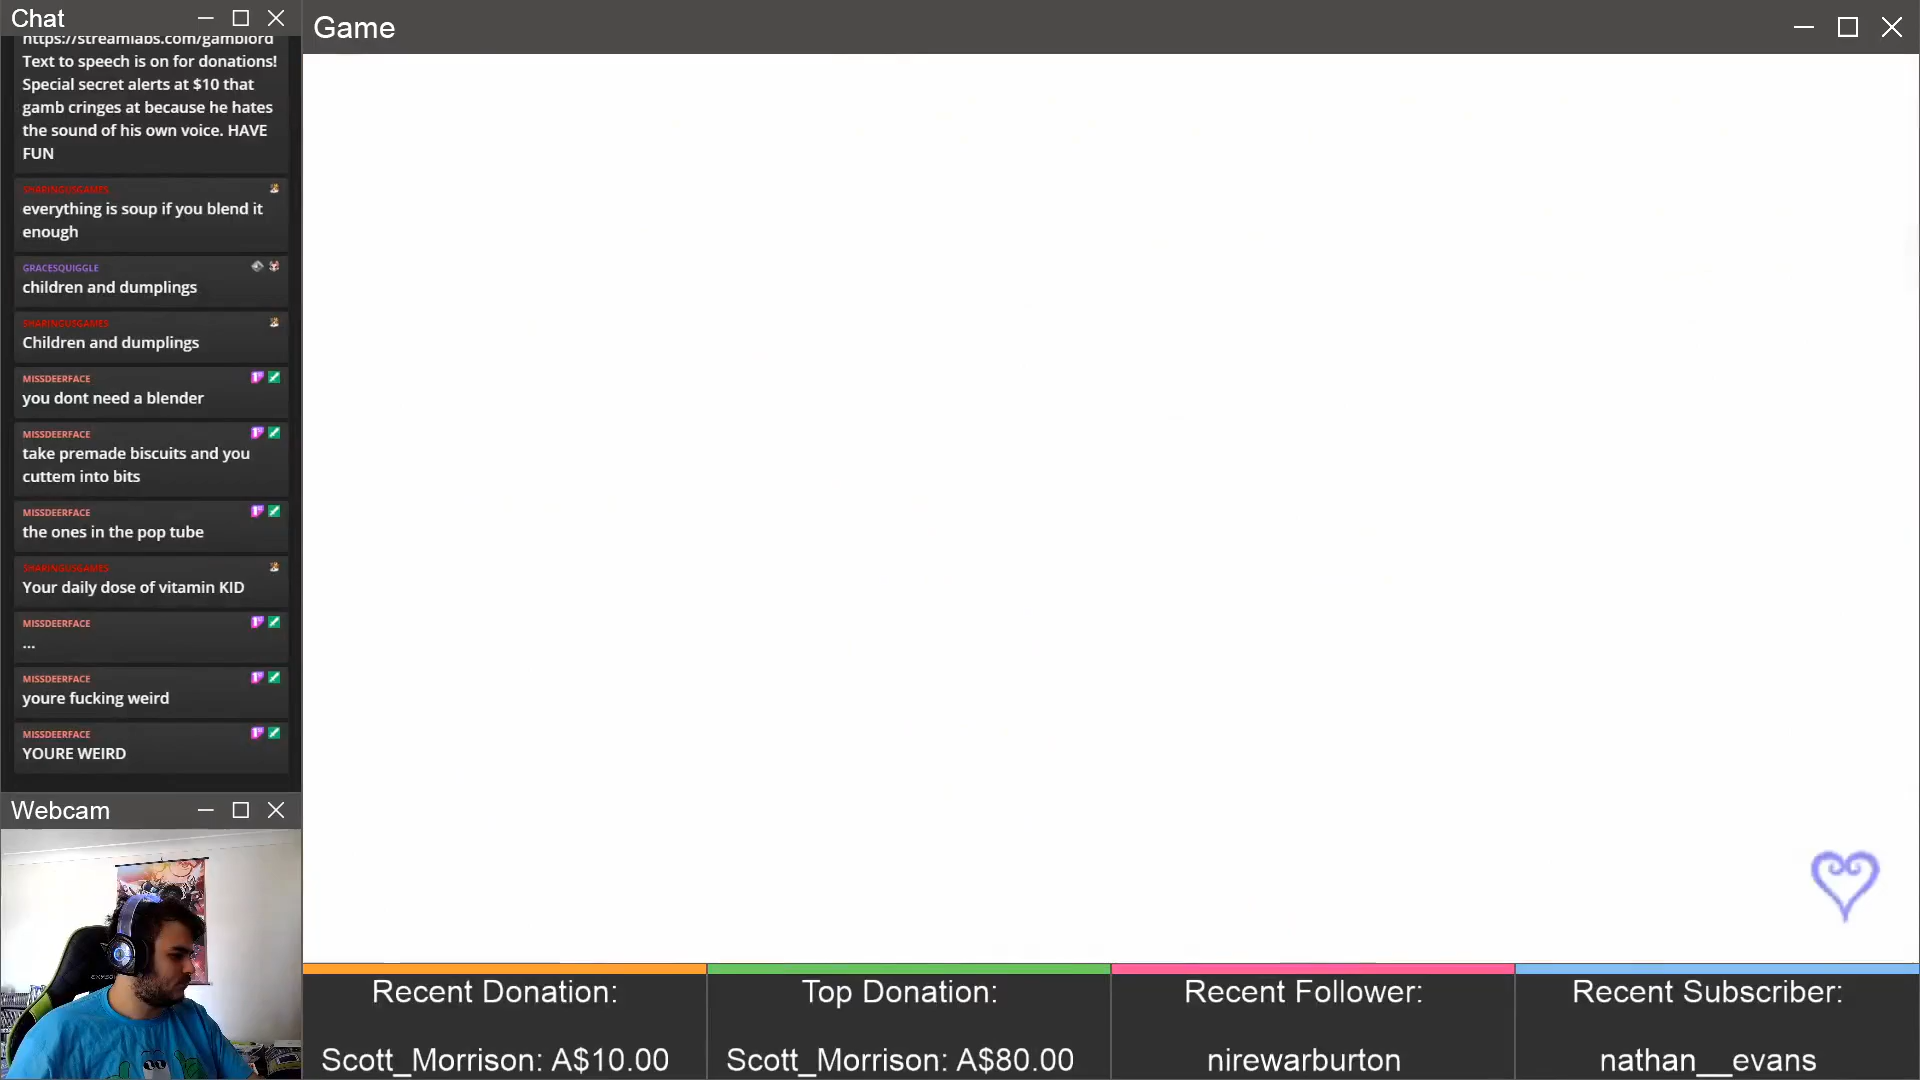 Chat
https://streamlabs.com/gamblord
Text to speech is on for donations!
Special secret alerts at $10 that
gamb cringes at because he hates
the sound of his own voice. HAVE
FUN
SHARINGUSGAMES
everything is soup if you blend it
enough
GRACESQUIGGLE
children and dumplings
SHARINGUSGAMES
Children and dumplings
MISSDEERFACE
you dont need a blender
MISSDEERFACE
take premade biscuits and you
cuttem into bits
MISSDEERFACE
the ones in the pop tube
SHARINGUSGAMES
Your daily dose of vitamin KID
MISSDEERFACE
...
MISSDEERFACE
youre fucking weird
MISSDEERFACE
YOURE WEIRD
Webcam
Game
Recent Donation:
Scott_Morrison: A$10.00
Top Donation:
Scott_Morrison: A$80.00
Recent Follower:
nirewarburton
Recent Subscriber:
nathan__evans